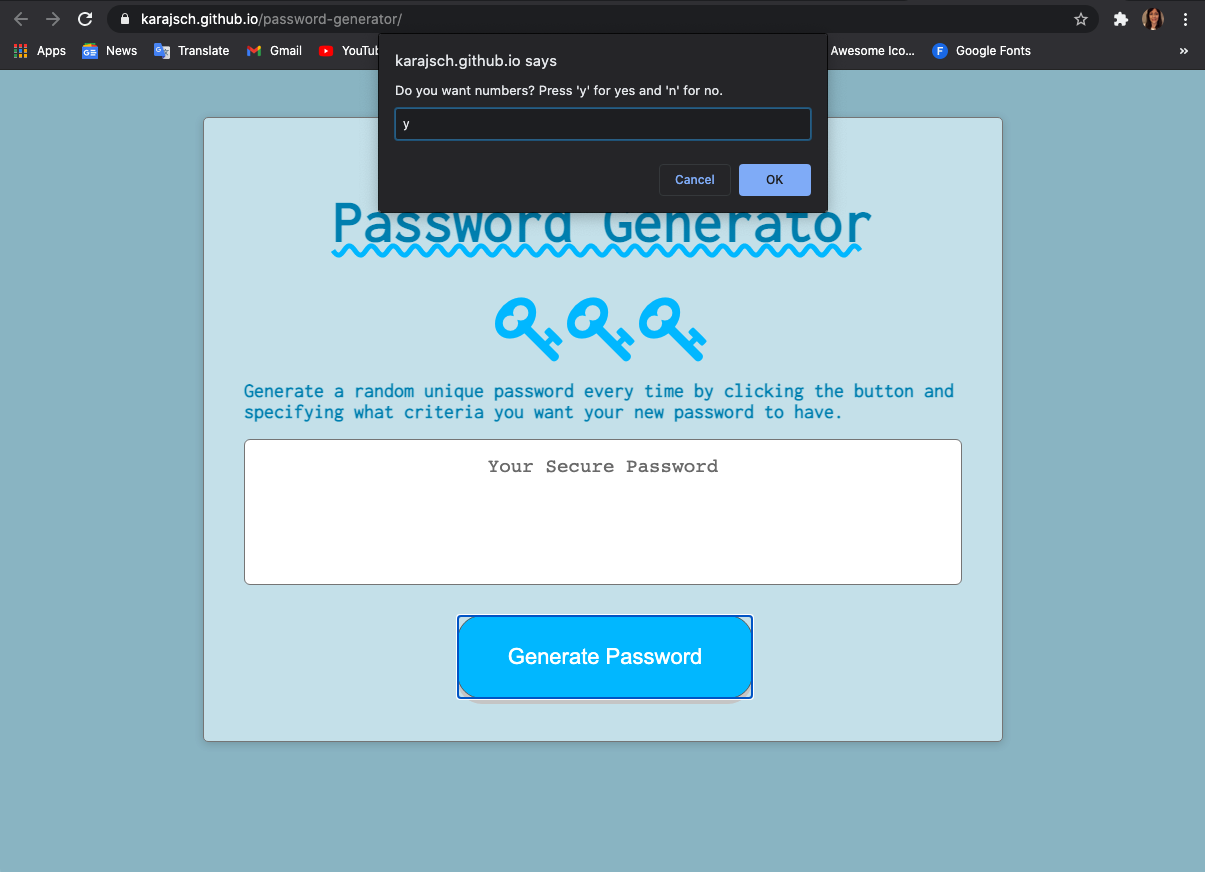 karajsch.github.io/password-generator/
Apps News Translate Gmail Awesome Ico... Google Fonts »
karajsch.github.io says
Do you want numbers? Press 'y' for yes and 'n' for no.
y
Cancel OK
Password Generator
Generate a random unique password every time by clicking the button and
specifying what criteria you want your new password to have.
Your Secure Password
Generate Password